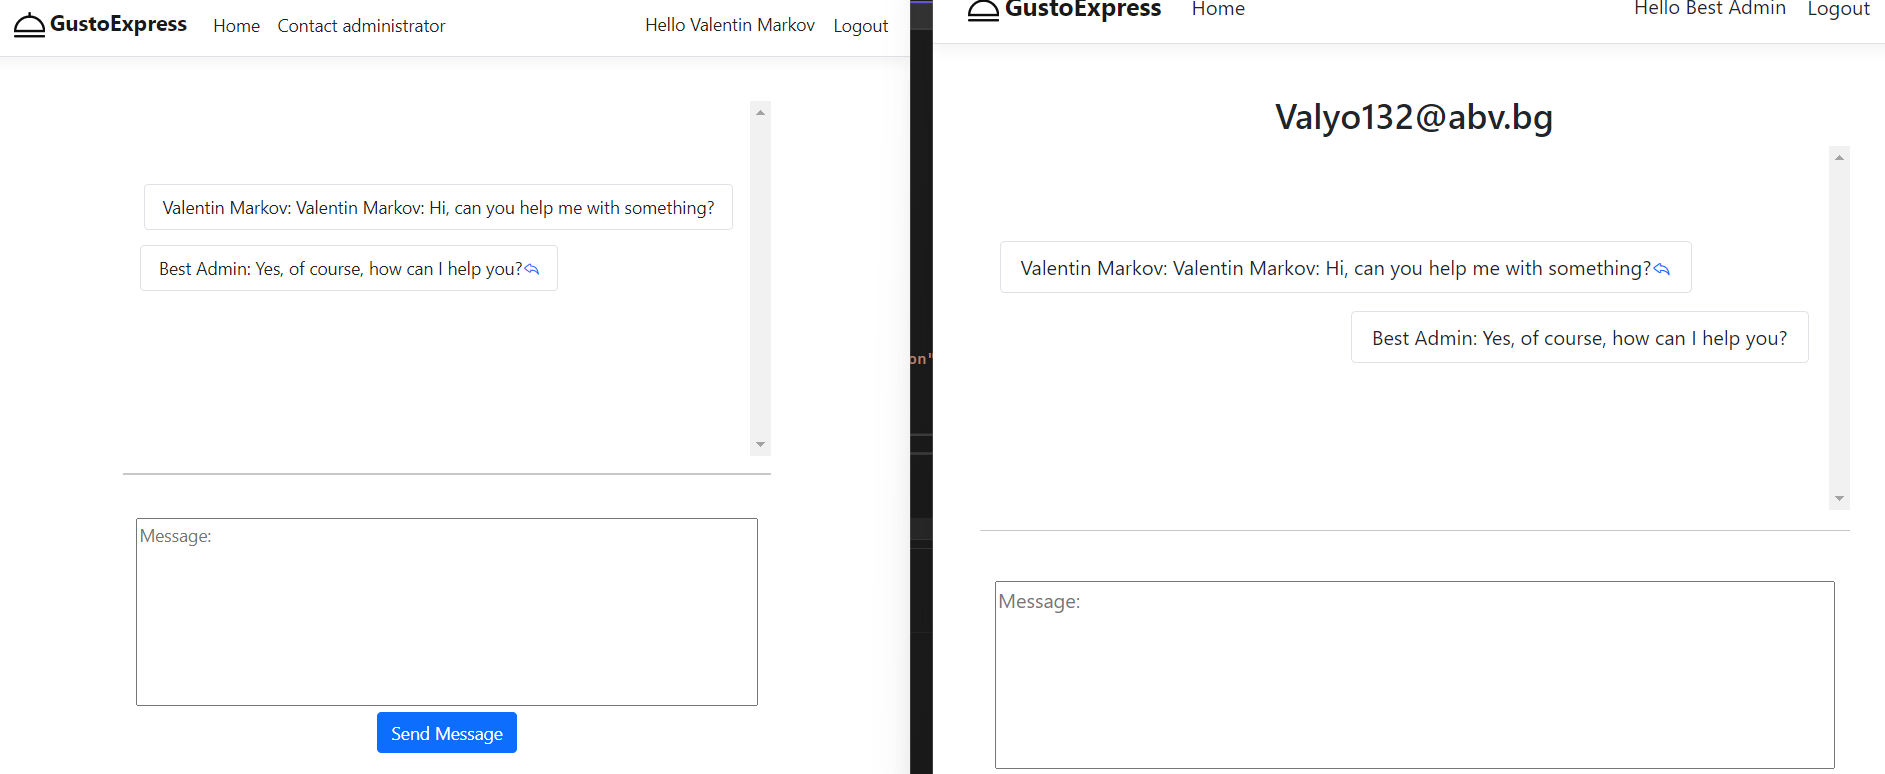 GustoExpress Home Contact administrator Hello Valentin Markov Logout
Valentin Markov: Valentin Markov: Hi, can you help me with something?
Best Admin: Yes, of course, how can I help you?
Message:
Send Message
on"
GustoExpress Home Hello Best Admin Logout
Valyo132@abv.bg
Valentin Markov: Valentin Markov: Hi, can you help me with something?
Best Admin: Yes, of course, how can I help you?
Message: